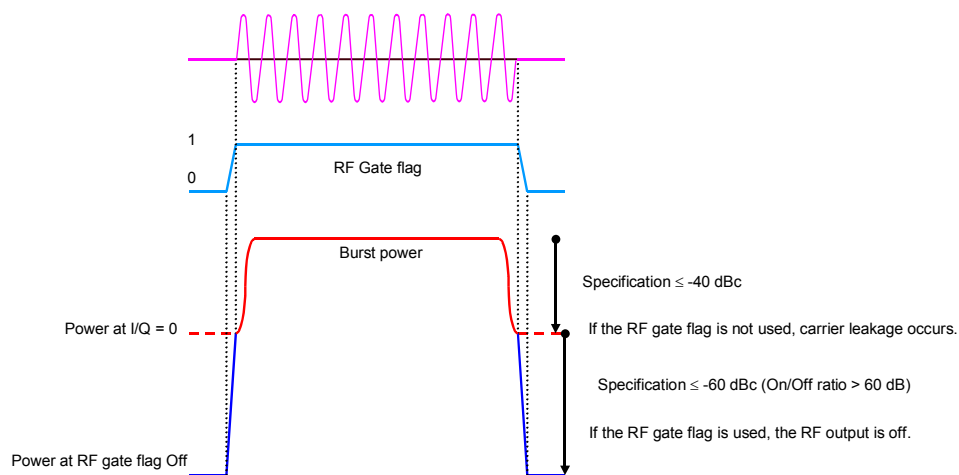 1
RF Gate flag
0
Burst power
Specification ≤ -40 dBc
Power at I/Q = 0
If the RF gate flag is not used, carrier leakage occurs.
Specification ≤ -60 dBc (On/Off ratio > 60 dB)
If the RF gate flag is used, the RF output is off.
Power at RF gate flag Off